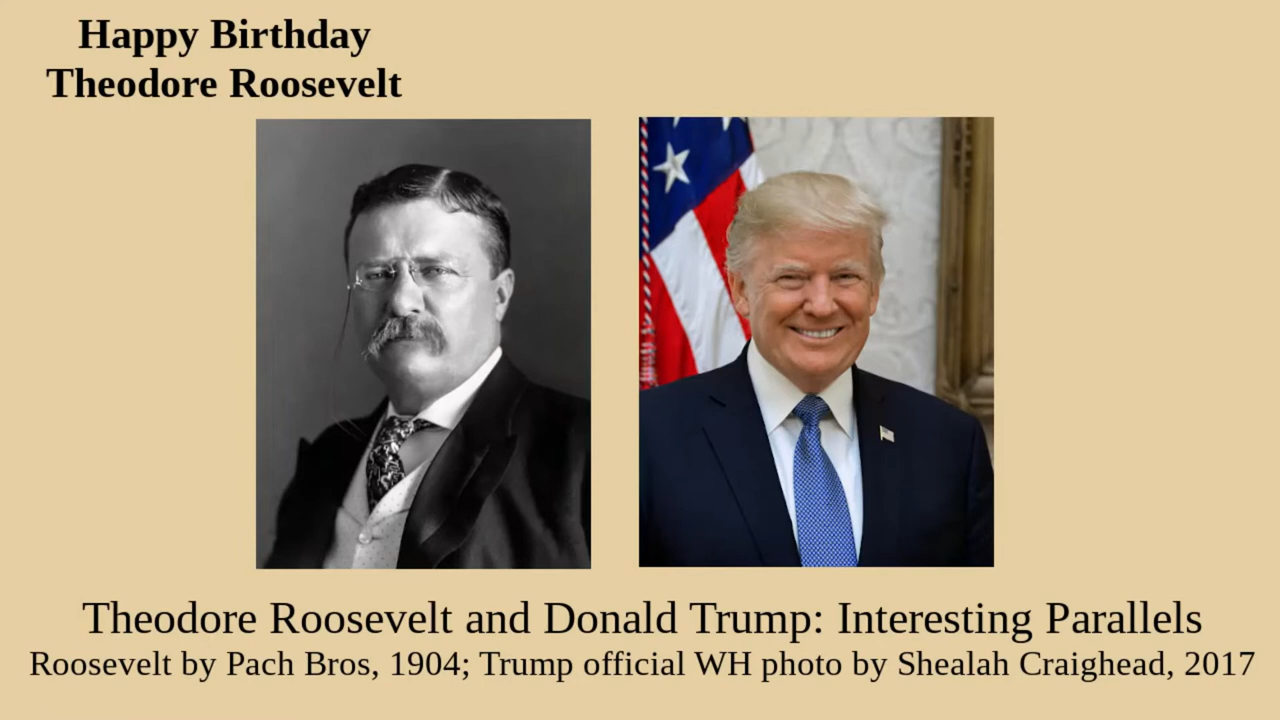 Happy Birthday
Theodore Roosevelt
Theodore Roosevelt and Donald Trump: Interesting Parallels
Roosevelt by Pach Bros, 1904; Trump official WH photo by Shealah Craighead, 2017